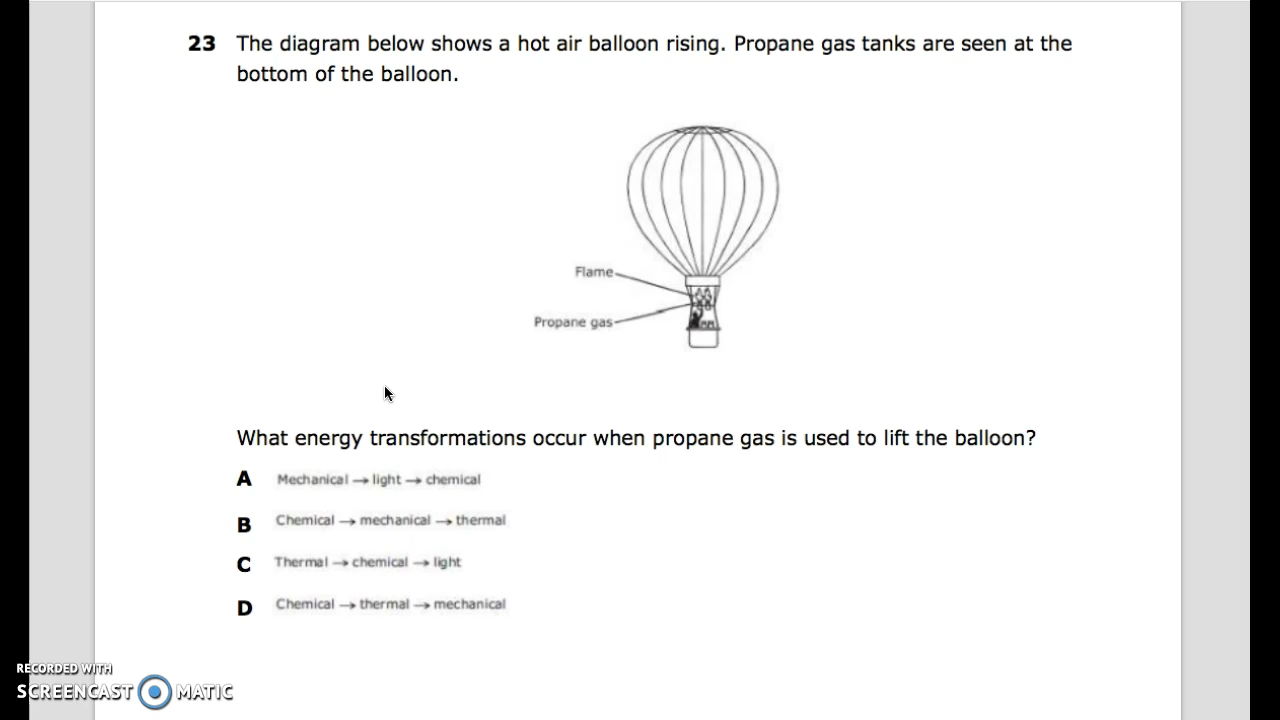 23 The diagram below shows a hot air balloon rising. Propane gas tanks are seen at the
bottom of the balloon.
Flame
Propane gas
What energy transformations occur when propane gas is used to lift the balloon?
A Mechanical → light → chemical
B Chemical → mechanical → thermal
C Thermal → chemical → light
D Chemical → thermal → mechanical
RECORDED WITH
SCREENCAST MATIC